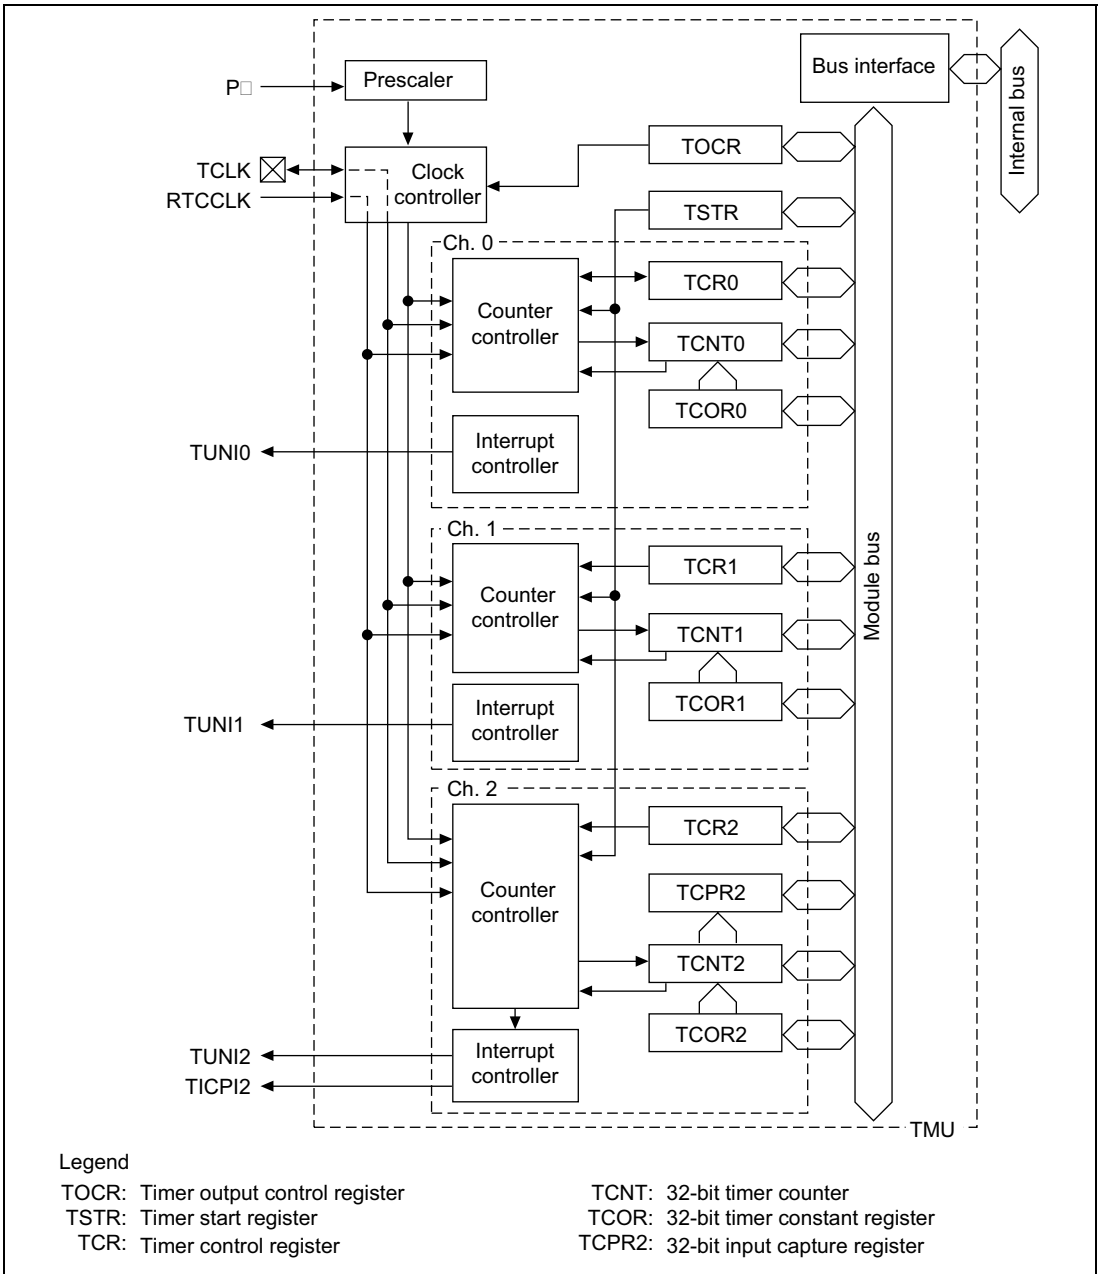 Bus interface
Internal bus
P□
Prescaler
TCLK
RTCCLK
Clock
controller
TOCR
TSTR
Ch. 0
Counter
controller
TCR0
TCNT0
TCOR0
TUNI0
Interrupt
controller
Module bus
Ch. 1
Counter
controller
TCR1
TCNT1
TCOR1
TUNI1
Interrupt
controller
Ch. 2
Counter
controller
TCR2
TCPR2
TCNT2
TCOR2
TUNI2
TICPI2
Interrupt
controller
TMU
Legend
TOCR: Timer output control register
TSTR: Timer start register
TCR: Timer control register
TCNT: 32-bit timer counter
TCOR: 32-bit timer constant register
TCPR2: 32-bit input capture register